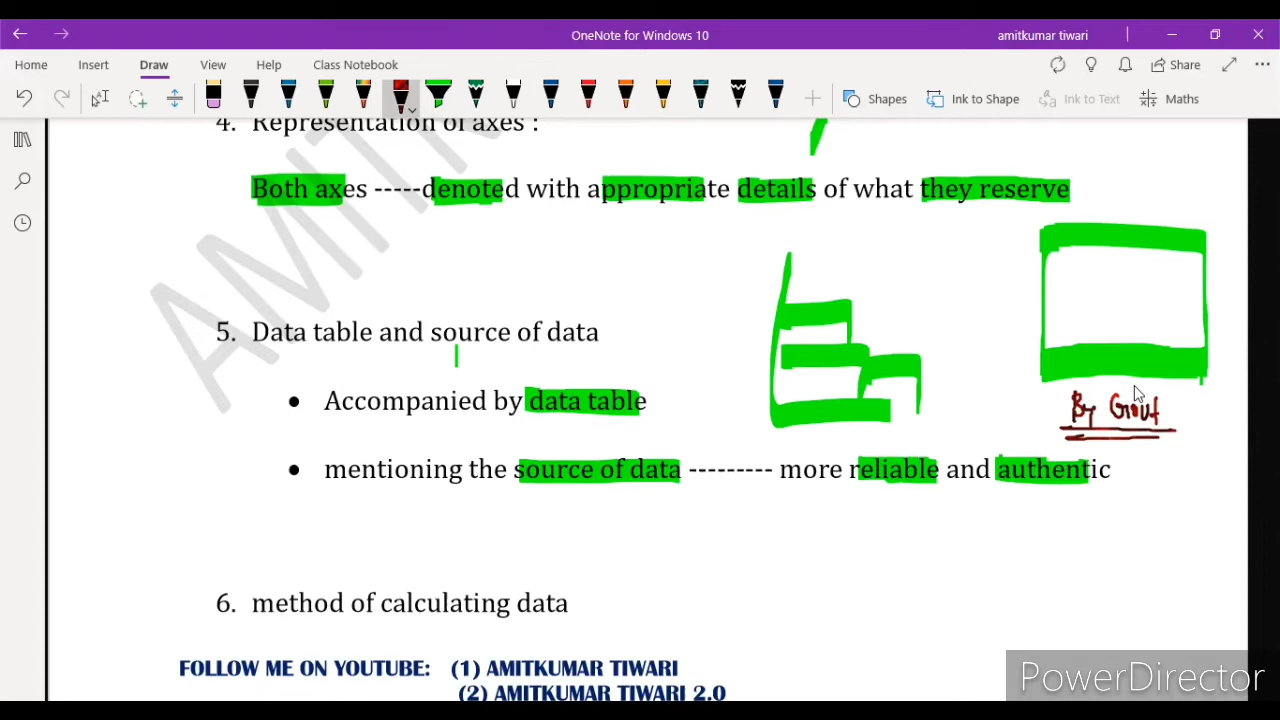 OneNote for Windows 10
amitkumar tiwari
Home Insert Draw View Help Class Notebook Share
Shapes Ink to Shape Ink to Text Maths
4. Representation of axes :
Both axes -----denoted with appropriate details of what they reserve
5. Data table and source of data
• Accompanied by data table
By Govt
• mentioning the source of data --------- more reliable and authentic
6. method of calculating data
FOLLOW ME ON YOUTUBE: (1) AMITKUMAR TIWARI
(2) AMITKUMAR TIWARI 2.0
PowerDirector